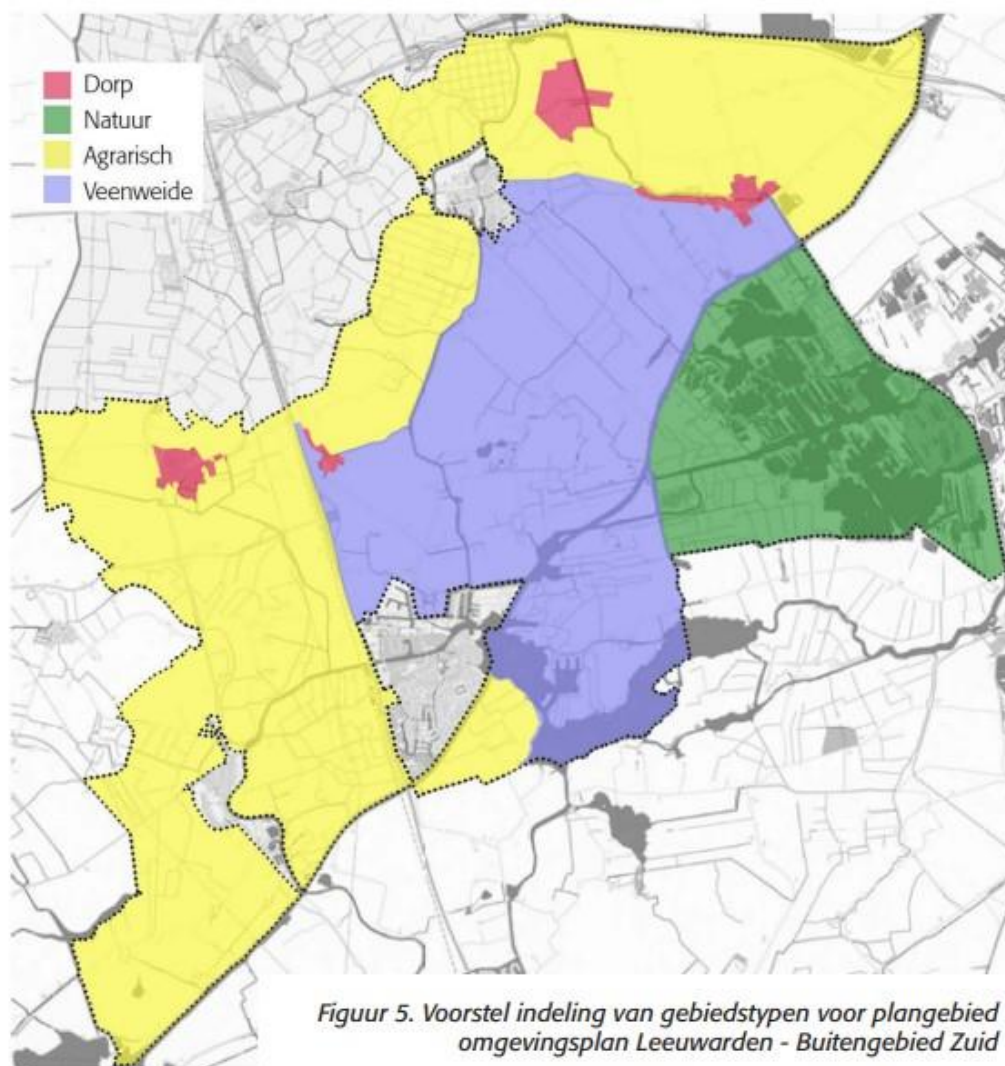 Dorp
Natuur
Agrarisch
Veenweide
Figuur 5. Voorstel indeling van gebiedstypen voor plangebied
omgevingsplan Leeuwarden - Buitengebied Zuid